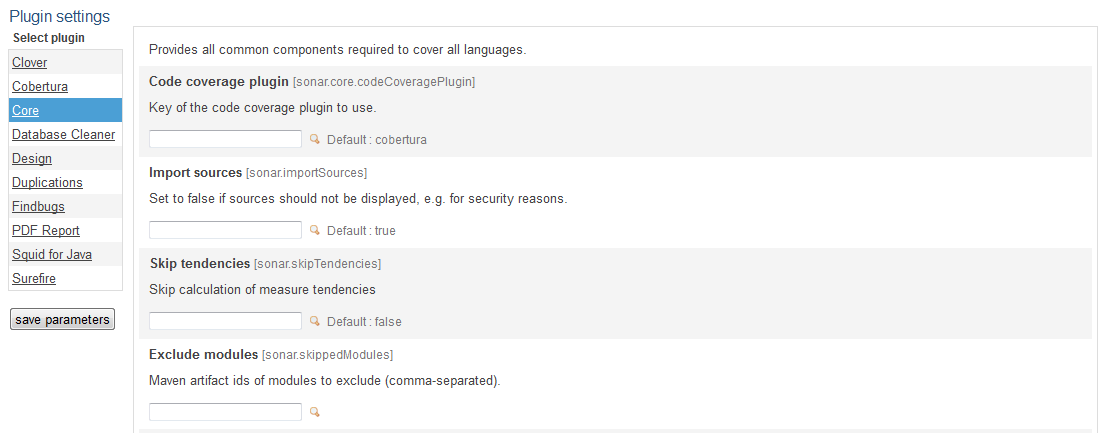 Plugin settings
Select plugin
Clover
Cobertura
Core
Database Cleaner
Design
Duplications
Findbugs
PDF Report
Squid for Java
Surefire
save parameters
Provides all common components required to cover all languages.
Code coverage plugin [sonar.core.codeCoveragePlugin]
Key of the code coverage plugin to use.
Default : cobertura
Import sources [sonar.importSources]
Set to false if sources should not be displayed, e.g. for security reasons.
Default : true
Skip tendencies [sonar.skipTendencies]
Skip calculation of measure tendencies
Default : false
Exclude modules [sonar.skippedModules]
Maven artifact ids of modules to exclude (comma-separated).